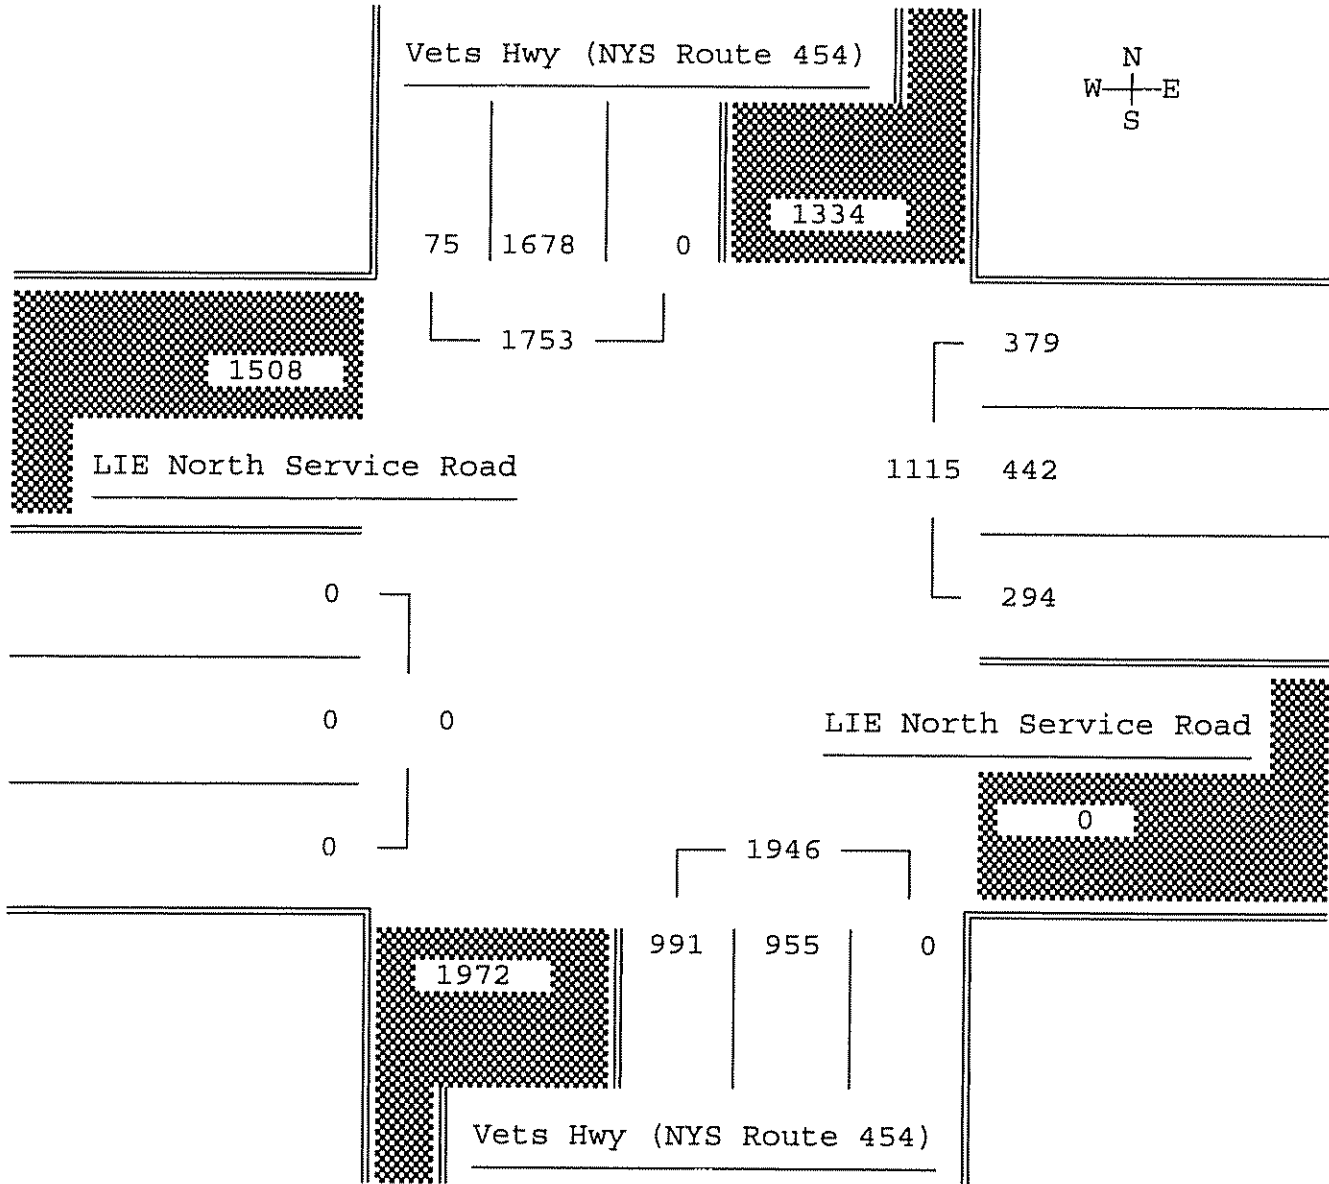 Vets Hwy (NYS Route 454)
N
W E
S
1334
75 1678 0
1753
379
1508
LIE North Service Road
1115 442
0
294
0 0
LIE North Service Road
0
0
1946
991 955 0
1972
Vets Hwy (NYS Route 454)